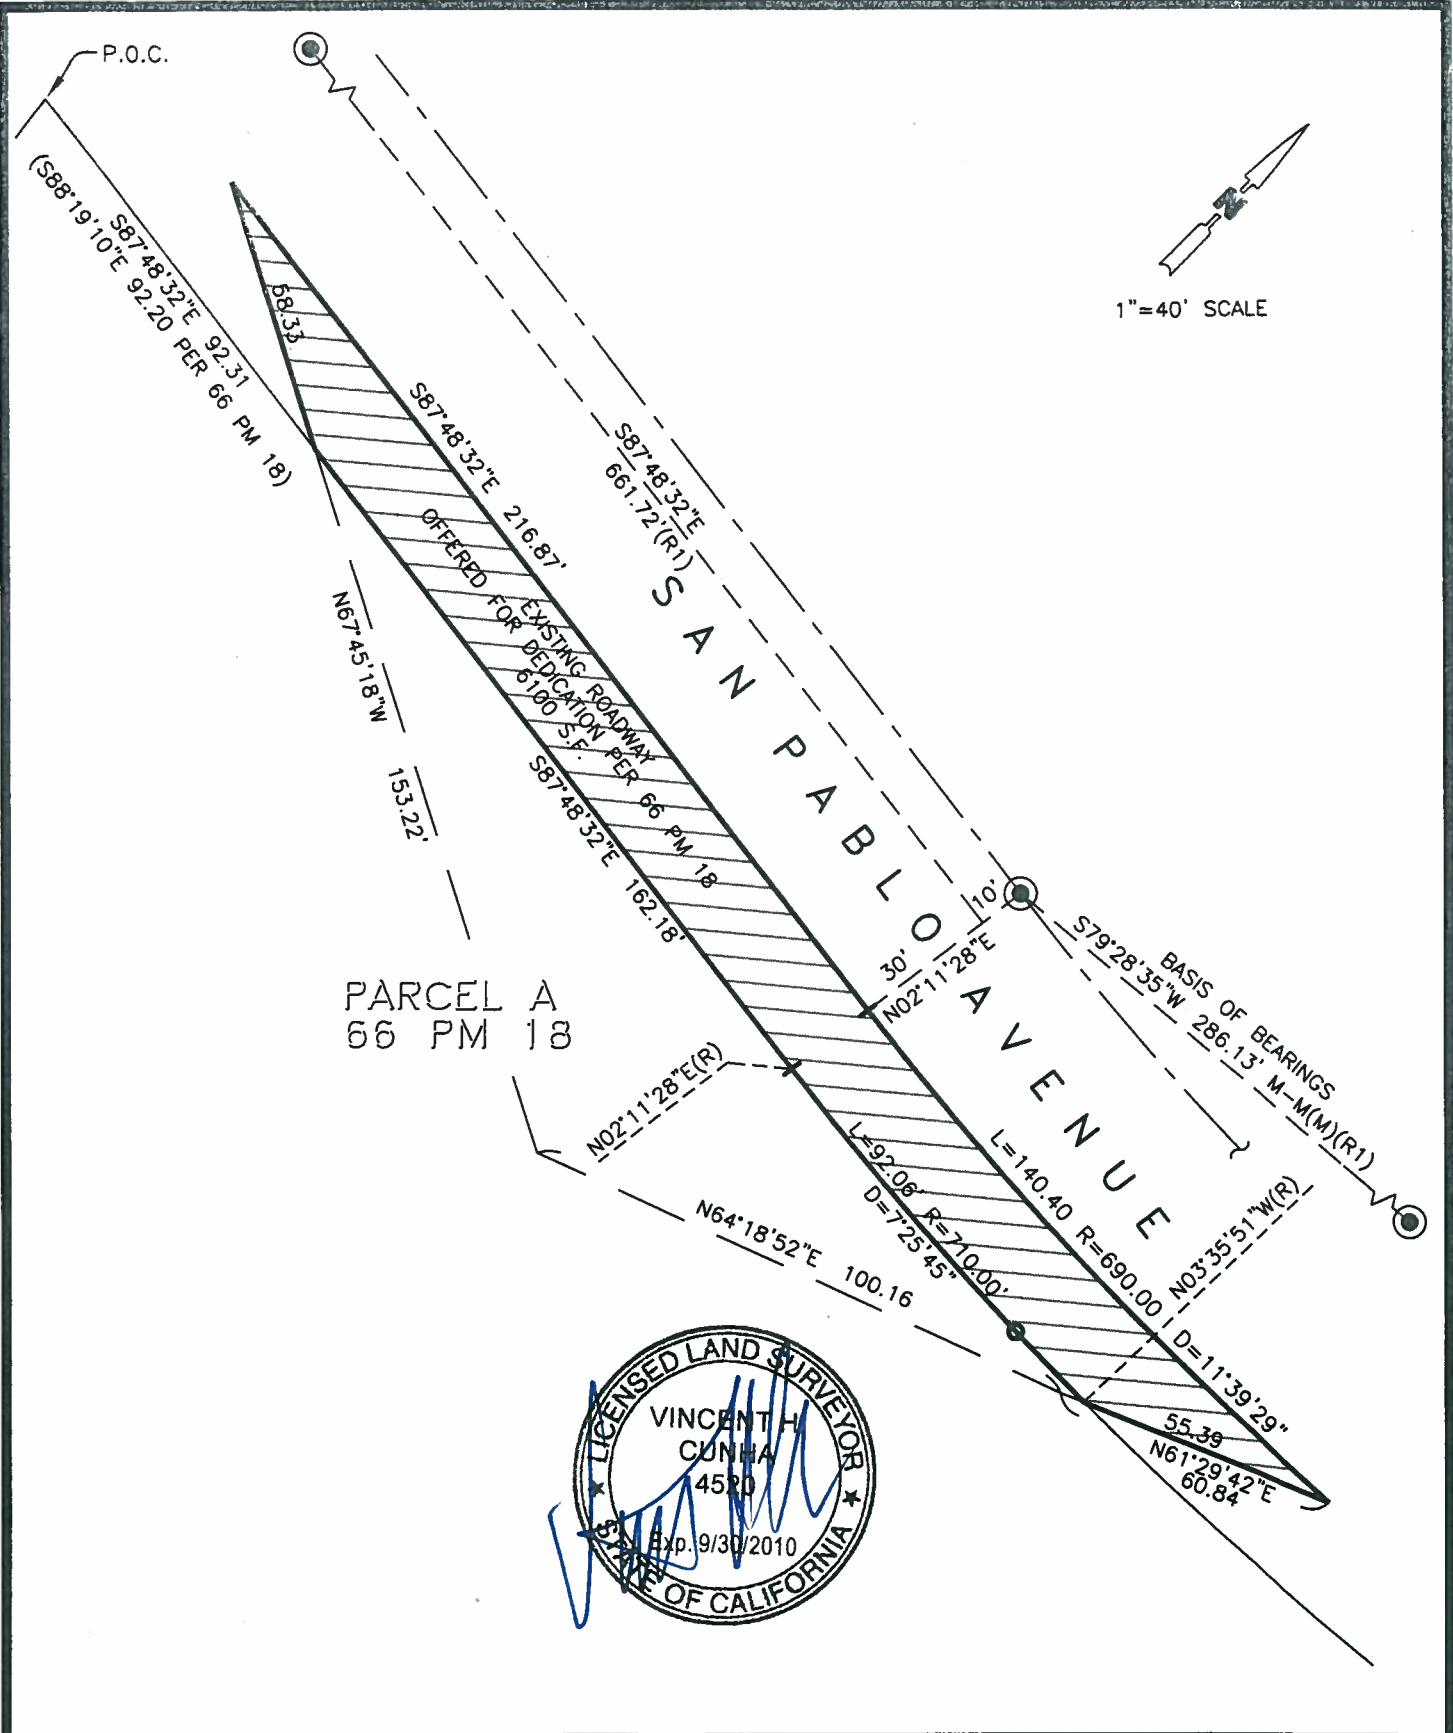 P.O.C.
S87°48'32"E 92.31
(S88°19'10"E 92.20 PER 66 PM 18)
N
1"=40' SCALE
58.33
S87°48'32"E 216.87'
S87°48'32"E
661.72'(R1)
EXISTING ROADWAY
OFFERED FOR DEDICATION PER 66 PM 18
6100 S.F.
SAN PABLO AVENUE
N67°45'18"W 153.22'
S87°48'32"E 162.18'
10'
30'
N02°11'28"E
BASIS OF BEARINGS
S79°28'35"W 286.13' M-M(M)(R1)
PARCEL A
66 PM 18
N02°11'28"E(R)
L=92.06' R=710.00'
D=7°25'45"
L=140.40 R=690.00 D=11°39'29"
N03°35'51"W(R)
N64°18'52"E 100.16
55.39
N61°29'42"E
60.84
LICENSED LAND SURVEYOR
VINCENT H
CUNHA
4520
Exp. 9/30/2010
STATE OF CALIFORNIA